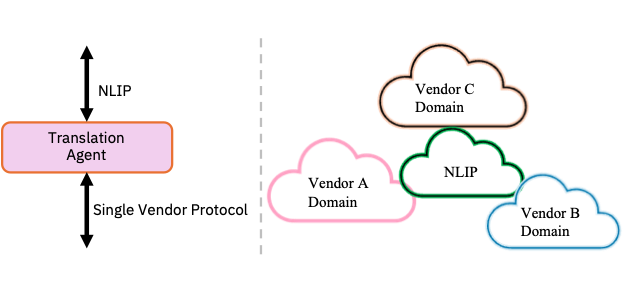 NLIP
Translation
Agent
Single Vendor Protocol
Vendor C
Domain
NLIP
Vendor A
Domain
Vendor B
Domain